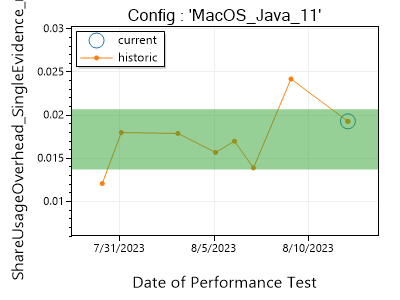 Config : 'MacOS_Java_11'
ShareUsageOverhead_SingleEvidence_
0.03
0.025
0.02
0.015
0.01
current
historic
7/31/2023
8/5/2023
8/10/2023
Date of Performance Test